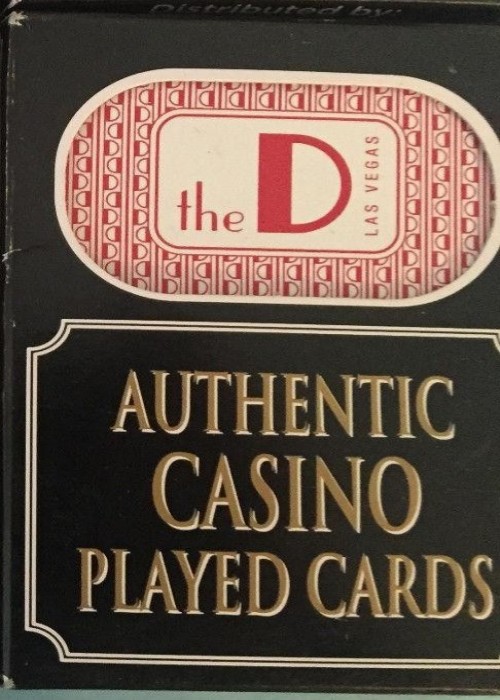 Distributed by:
the D
LAS VEGAS
AUTHENTIC
CASINO
PLAYED CARDS